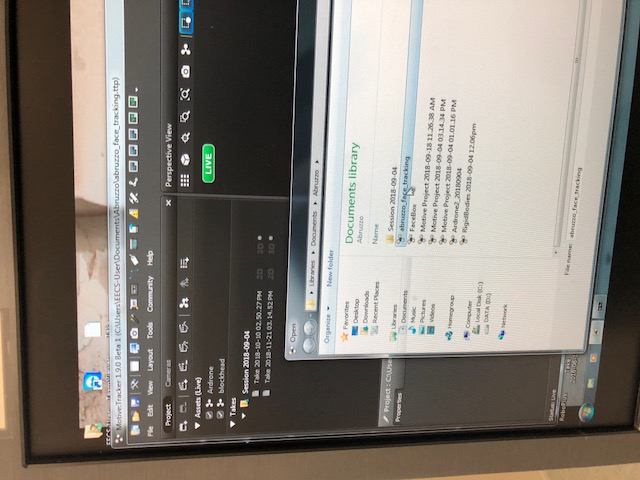 Motive:Tracker 1.9.0 Beta 1 (C:\Users\EECS-User\Documents\Abruzzo\abruzzo_face_tracking.ttp)
File Edit View Layout Tools Community Help
Project Cameras
Perspective View
Assets (Live)
LIVE
Ardrone
blockhead
Takes
Session 2018-09-04
Take 2018-10-10 02.50.27 PM 2D 3D
Take 2018-11-21 03.14.52 PM 2D 3D
Open
Libraries Documents Abruzzo
Organize New folder
Favorites
Desktop
Downloads
Recent Places
Libraries
Documents
Music
Pictures
Videos
Homegroup
Computer
Local Disk (C:)
DATA (D:)
Network
Documents library
Abruzzo
Name
Session 2018-09-04
abruzzo_face_tracking
FaceBox
Motive Project 2018-09-18 11.26.38 AM
Motive Project 2018-09-04 03.14.34 PM
Motive Project 2018-09-04 01.01.16 PM
Ardrone2_20180904
RigidBodies 2018-09-04 12.06pm
File name: abruzzo_face_tracking
Project : C:\Use
Properties
Status: Live
RoboPlus Take